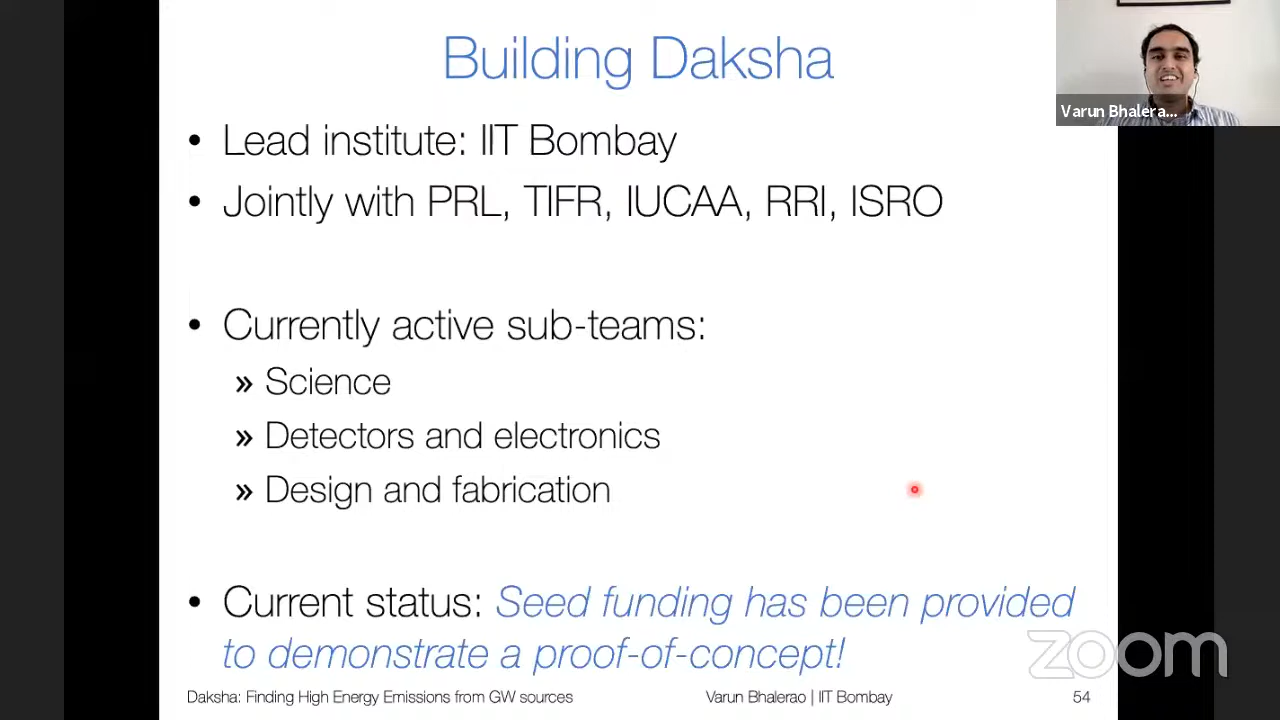 Building Daksha
Varun Bhalera...
• Lead institute: IIT Bombay
• Jointly with PRL, TIFR, IUCAA, RRI, ISRO
• Currently active sub-teams:
» Science
» Detectors and electronics
» Design and fabrication
• Current status: Seed funding has been provided
to demonstrate a proof-of-concept!
zoom
Daksha: Finding High Energy Emissions from GW sources
Varun Bhalerao | IIT Bombay
54